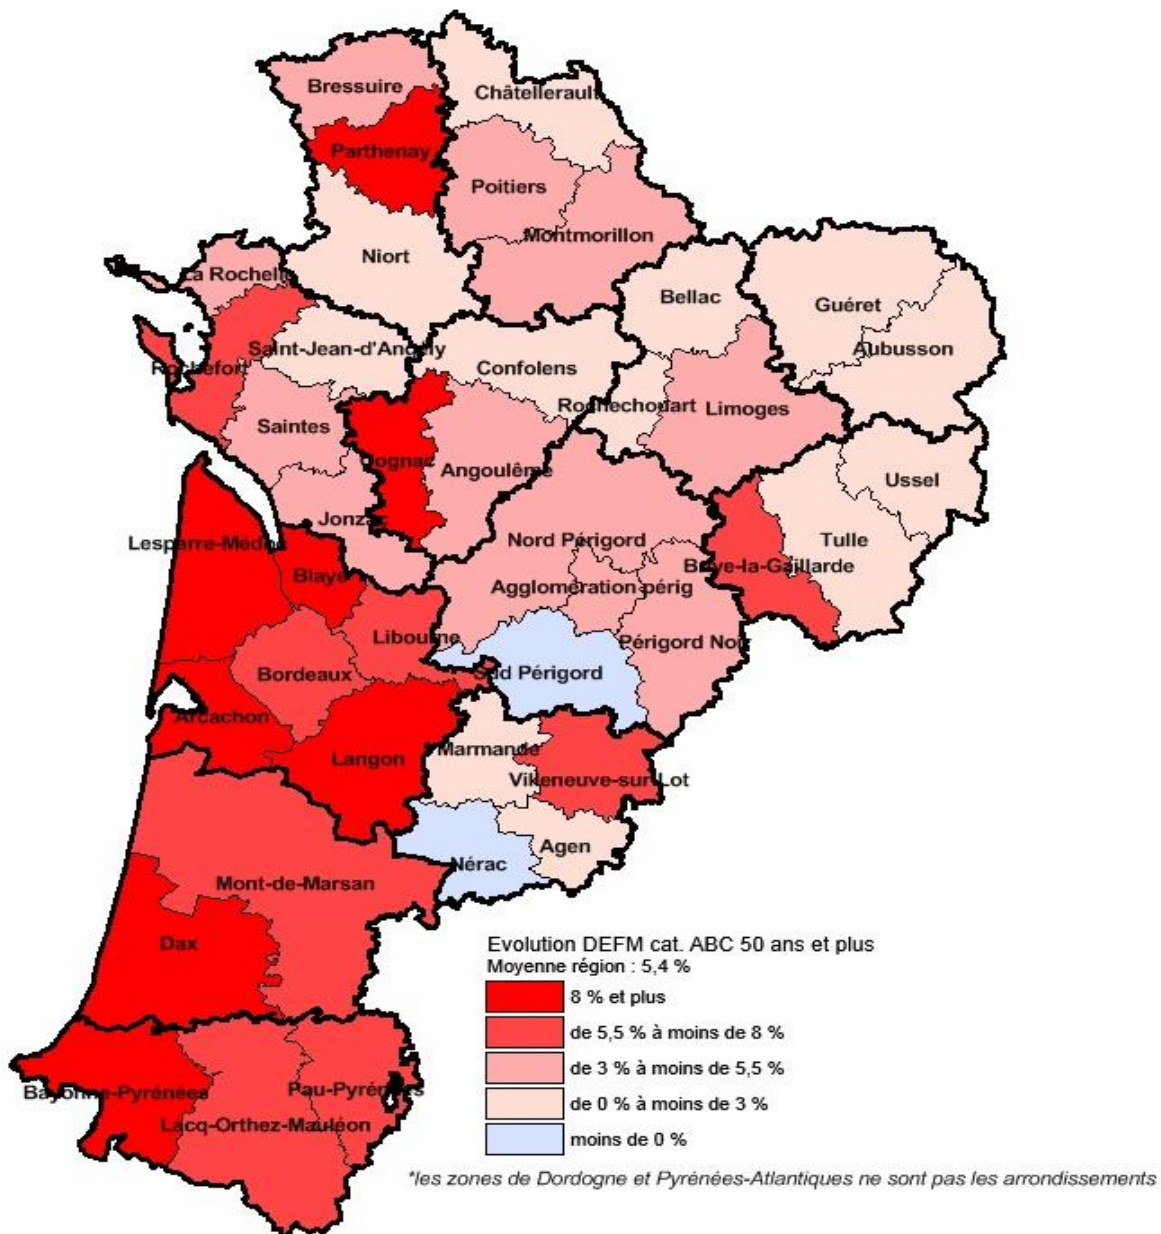 Bressuire
Châtellerault
Parthenay
Poitiers
Montmorillon
Niort
La Rochelle
Bellac
Guéret
Saint-Jean-d'Angély
Aubusson
Rochefort
Confolens
Rochechouart
Limoges
Saintes
Cognac
Angoulême
Ussel
Jonzac
Nord Périgord
Tulle
Lesparre-Médoc
Brive-la-Gaillarde
Blaye
Agglomération périg
Libourne
Périgord Noir
Bordeaux
Sud Périgord
Arcachon
Langon
Marmande
Villeneuve-sur-Lot
Agen
Nérac
Mont-de-Marsan
Dax
Evolution DEFM cat. ABC 50 ans et plus
Moyenne région : 5,4 %
8 % et plus
de 5,5 % à moins de 8 %
de 3 % à moins de 5,5 %
de 0 % à moins de 3 %
moins de 0 %
Bayonne-Pyrénées
Pau-Pyrénées
Lacq-Orthez-Mauléon
*les zones de Dordogne et Pyrénées-Atlantiques ne sont pas les arrondissements